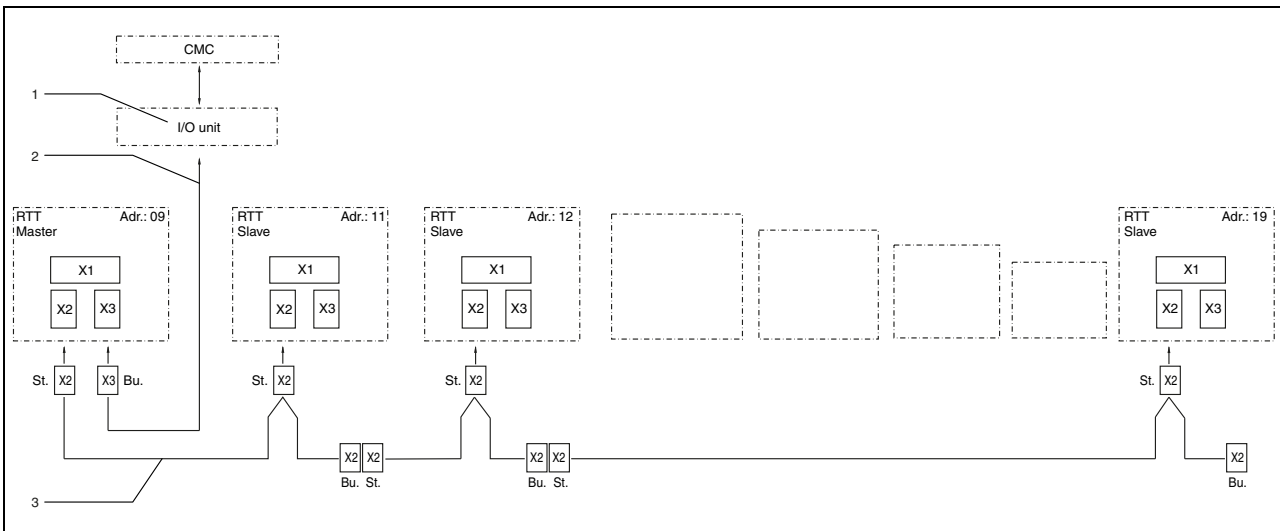 CMC
1
I/O unit
2
RTT Adr.: 09
Master
X1
X2 X3
RTT Adr.: 11
Slave
X1
X2 X3
RTT Adr.: 12
Slave
X1
X2 X3
RTT Adr.: 19
Slave
X1
X2 X3
St. X2 X3 Bu.
St. X2
St. X2
St. X2
X2 X2
Bu. St.
X2 X2
Bu. St.
X2
Bu.
3